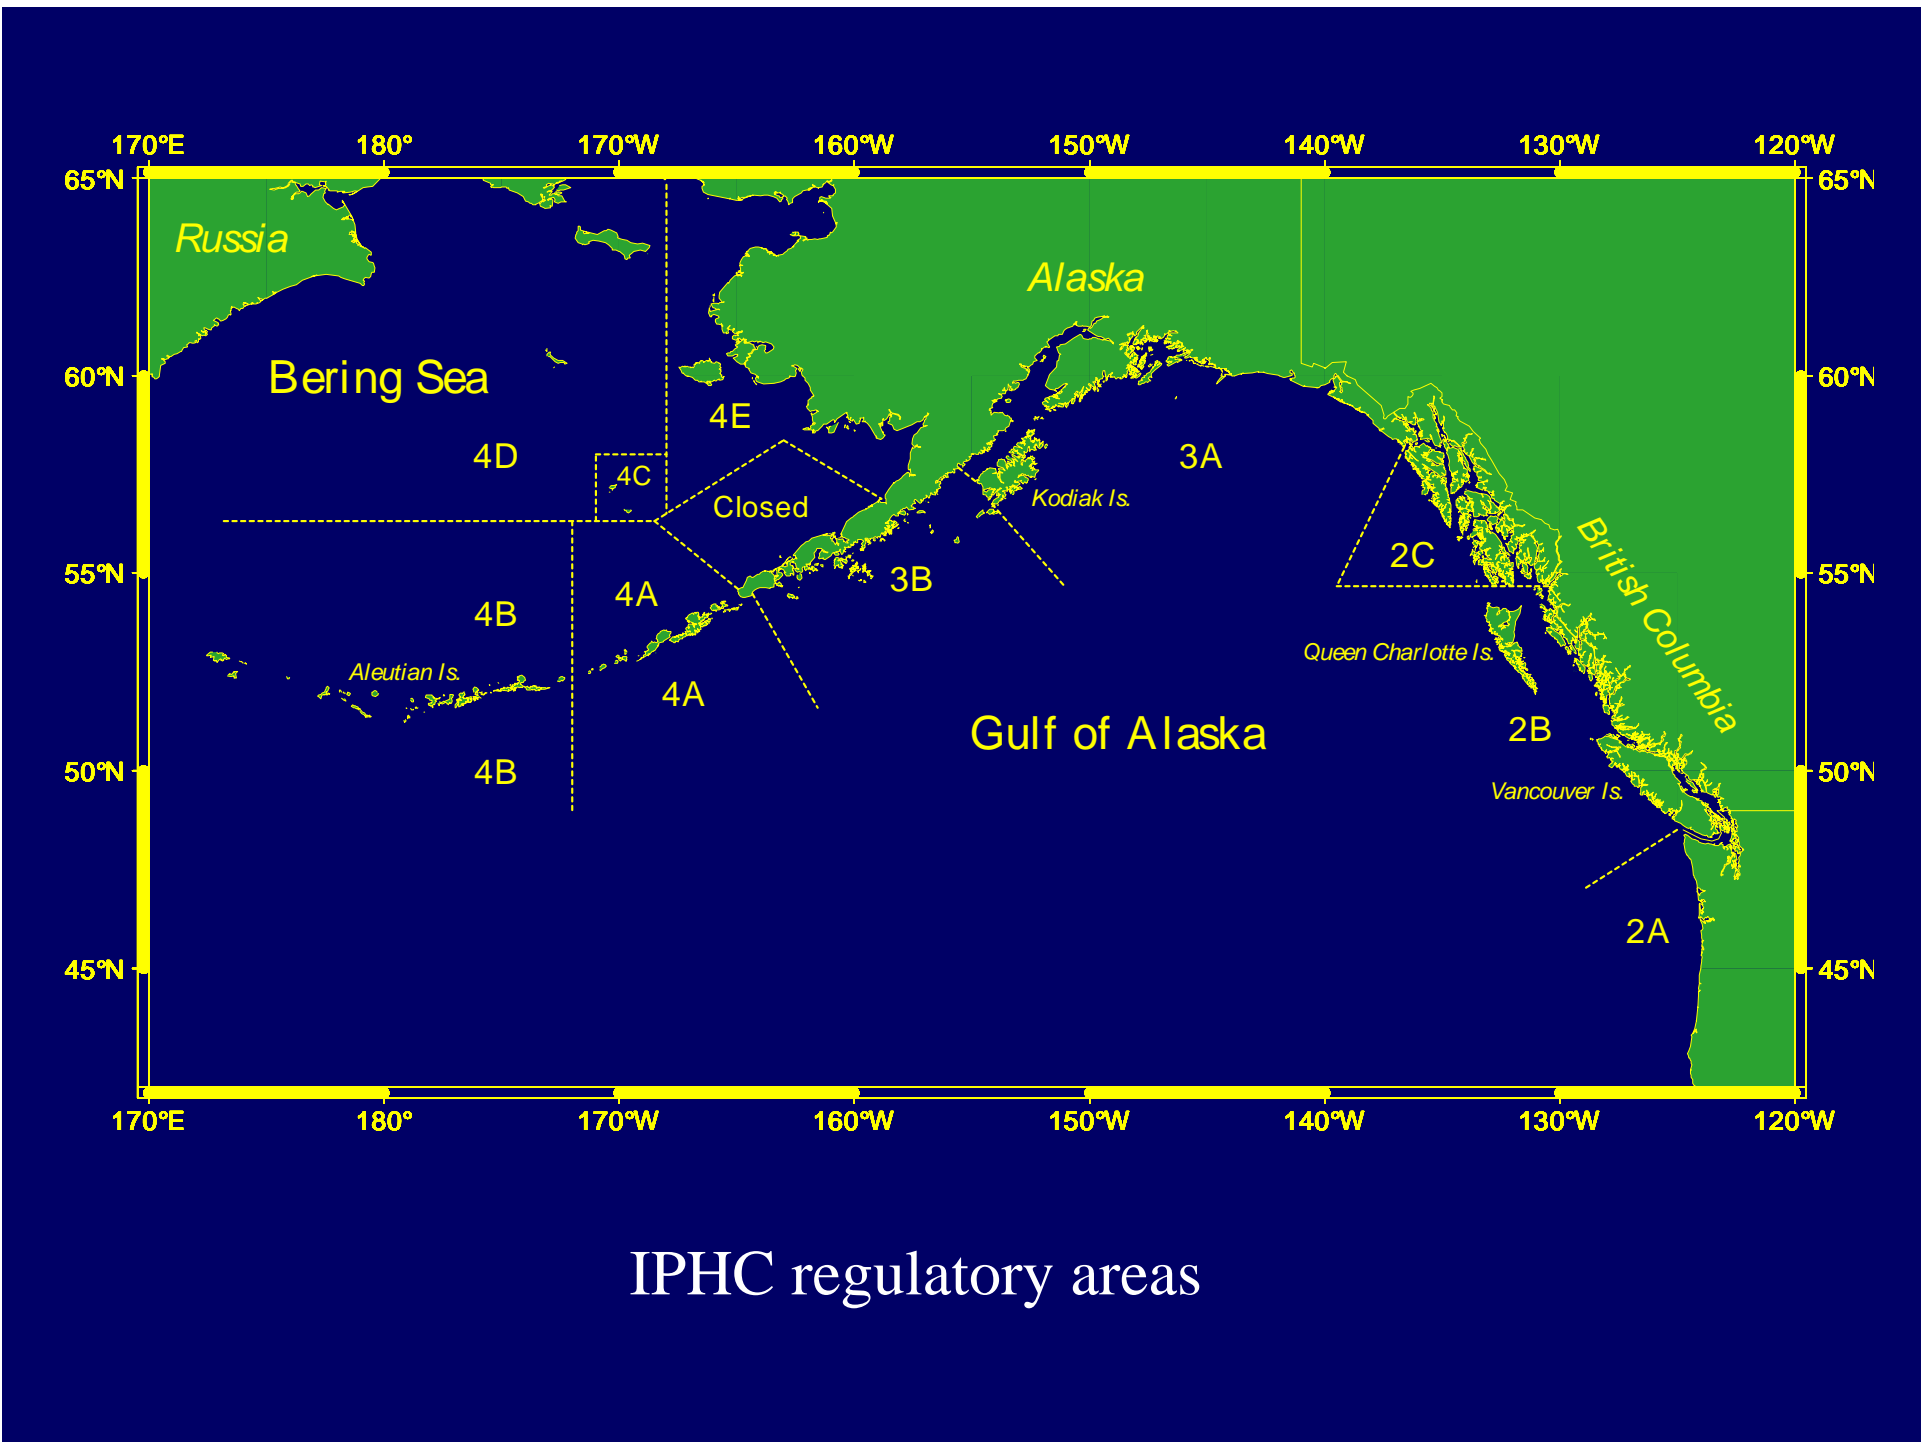 170°E 180° 170°W 160°W 150°W 140°W 130°W 120°W
65°N 65°N
Russia
Alaska
Bering Sea
60°N 60°N
4E
4D
3A
4C
Closed
Kodiak Is.
British Columbia
2C
55°N 55°N
3B
4A
4B
Queen Charlotte Is.
Aleutian Is.
4A
Gulf of Alaska
2B
50°N 50°N
4B
Vancouver Is.
2A
45°N 45°N
170°E 180° 170°W 160°W 150°W 140°W 130°W 120°W
IPHC regulatory areas